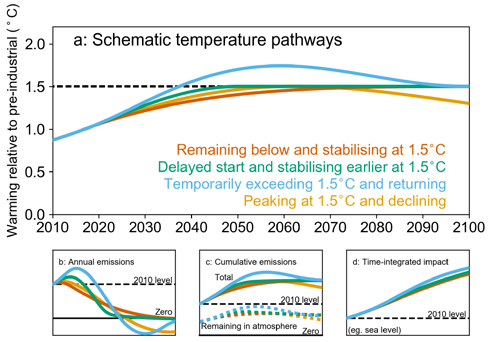 a: Schematic temperature pathways
Warming relative to pre-industrial (°C)
2.0
1.5
1.0
0.5
0.0
Remaining below and stabilising at 1.5°C
Delayed start and stabilising earlier at 1.5°C
Temporarily exceeding 1.5°C and returning
Peaking at 1.5°C and declining
2010 2020 2030 2040 2050 2060 2070 2080 2090 2100
b: Annual emissions
2010 level
Zero
c: Cumulative emissions
Total
2010 level
Remaining in atmosphere
Zero
d: Time-integrated impact
2010 level
(eg. sea level)